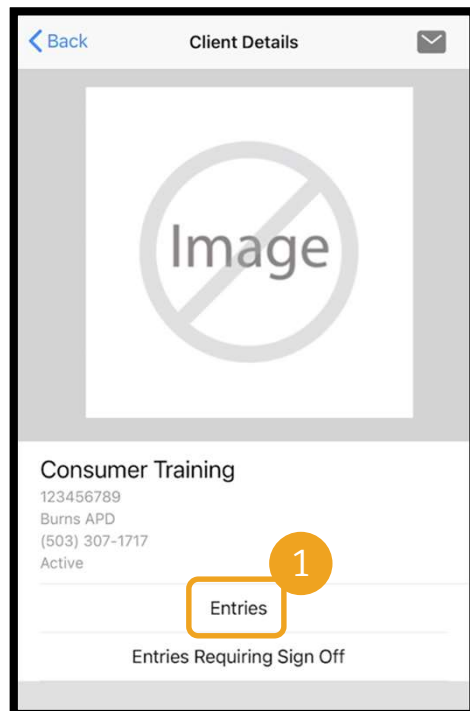 Back
Client Details
Image
Consumer Training
123456789
Burns APD
(503) 307-1717
Active
1
Entries
Entries Requiring Sign Off